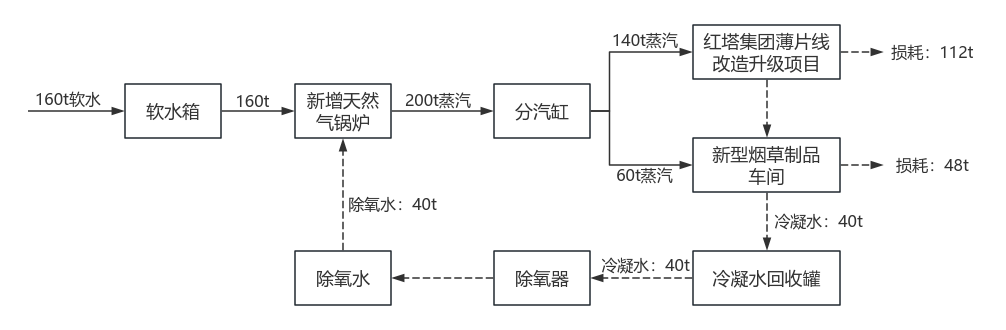 140t蒸汽
红塔集团薄片线
改造升级项目
损耗：112t
160t软水
软水箱
160t
新增天然
气锅炉
200t蒸汽
分汽缸
60t蒸汽
新型烟草制品
车间
损耗：48t
除氧水：40t
冷凝水：40t
除氧水
除氧器
冷凝水：40t
冷凝水回收罐